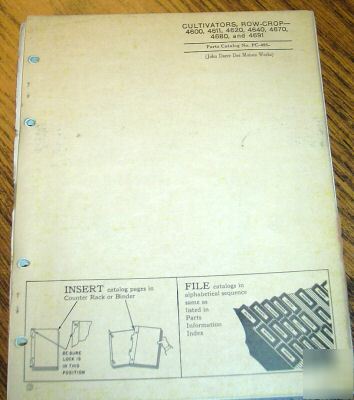 CULTIVATORS, ROW-CROP—
4600, 4611, 4620, 4640, 4670,
4680, and 4691
Parts Catalog No. PC-
(John Deere Des Moines Works)
INSERT catalog pages in
Counter Rack or Binder
BE SURE
LOCK IS
IN THIS
POSITION
FILE catalogs in
alphabetical sequence
same as
listed in
Parts
Information
Index